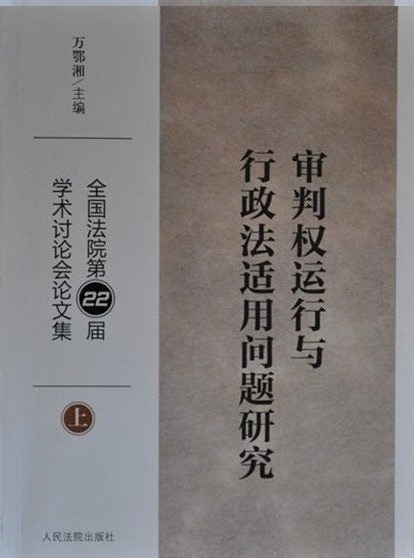 审判权运行与
行政法适用问题研究
万鄂湘/主编
全国法院第22届
学术讨论会论文集
上
人民法院出版社